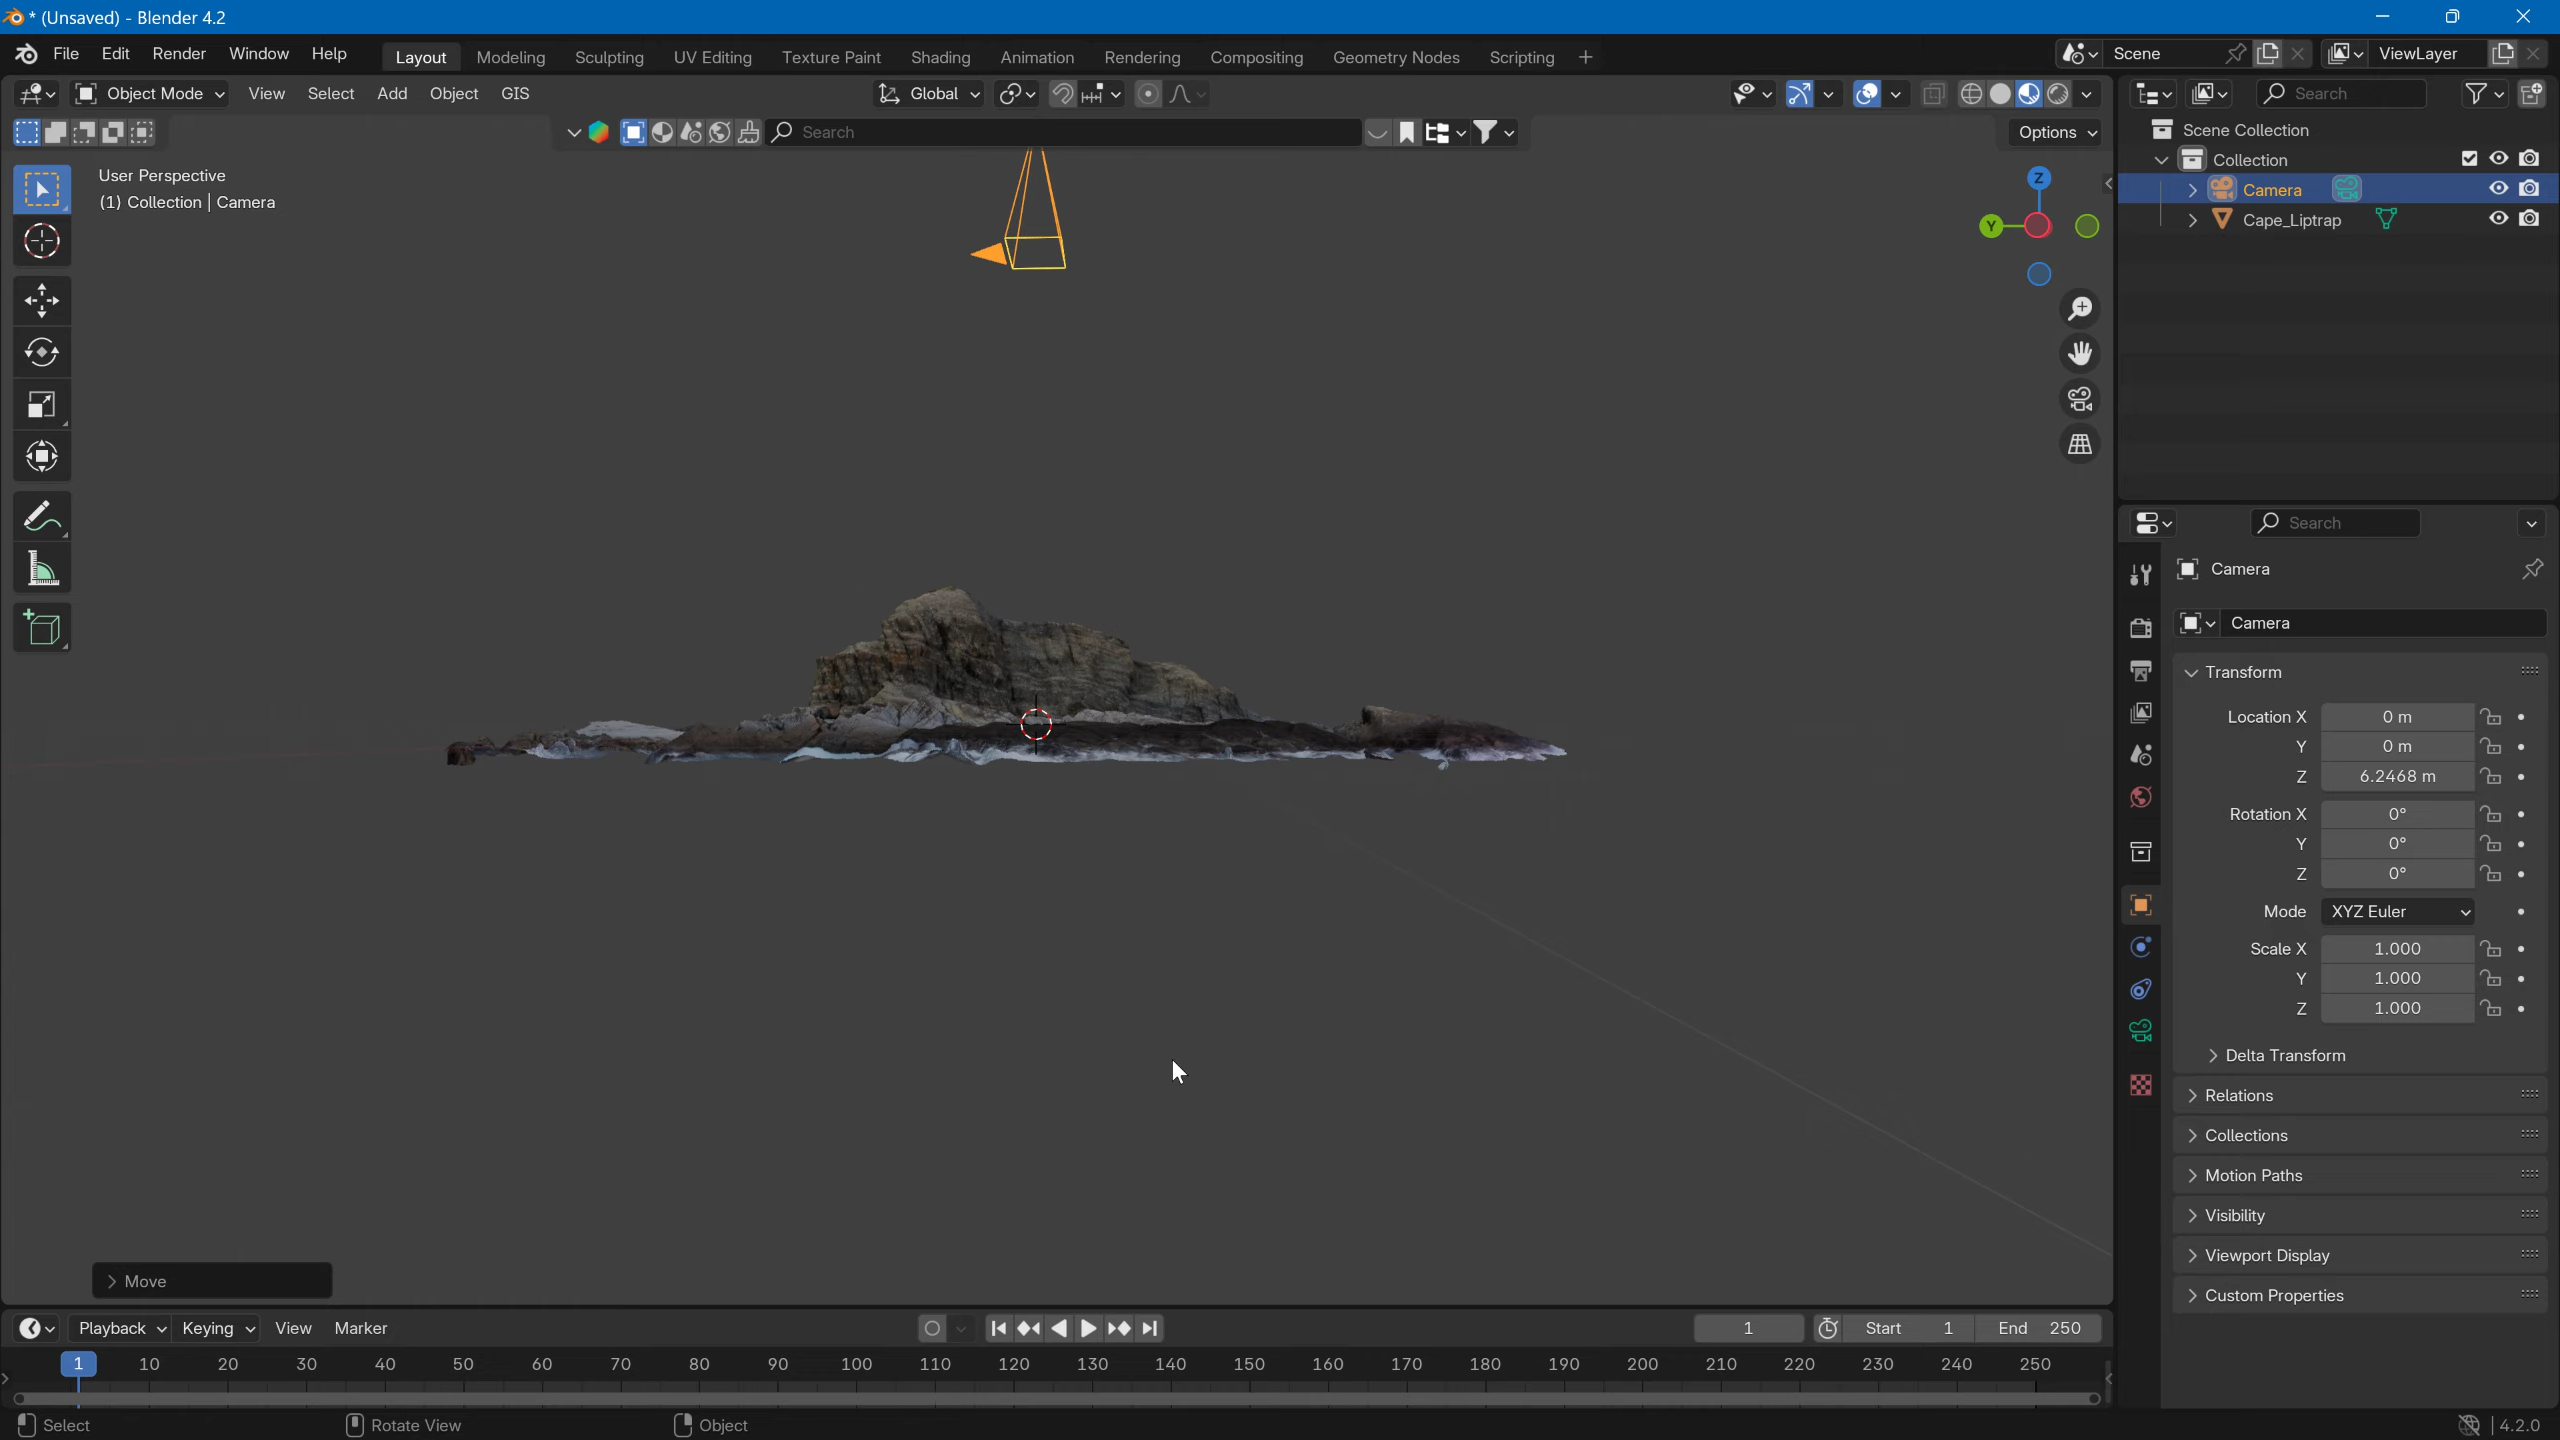 * (Unsaved) - Blender 4.2
File Edit Render Window Help Layout Modeling Sculpting UV Editing Texture Paint Shading Animation Rendering Compositing Geometry Nodes Scripting + Scene ViewLayer
Object Mode View Select Add Object GIS Global Search
Search Options
User Perspective
(1) Collection | Camera
Z
Y
Scene Collection
Collection
Camera
Cape_Liptrap
Search
Camera
Camera
Transform
Location X 0 m
Y 0 m
Z 6.2468 m
Rotation X 0°
Y 0°
Z 0°
Mode XYZ Euler
Scale X 1.000
Y 1.000
Z 1.000
Delta Transform
Relations
Collections
Motion Paths
Visibility
Viewport Display
Custom Properties
Move
Playback Keying View Marker 1 Start 1 End 250
1 10 20 30 40 50 60 70 80 90 100 110 120 130 140 150 160 170 180 190 200 210 220 230 240 250
Select Rotate View Object 4.2.0